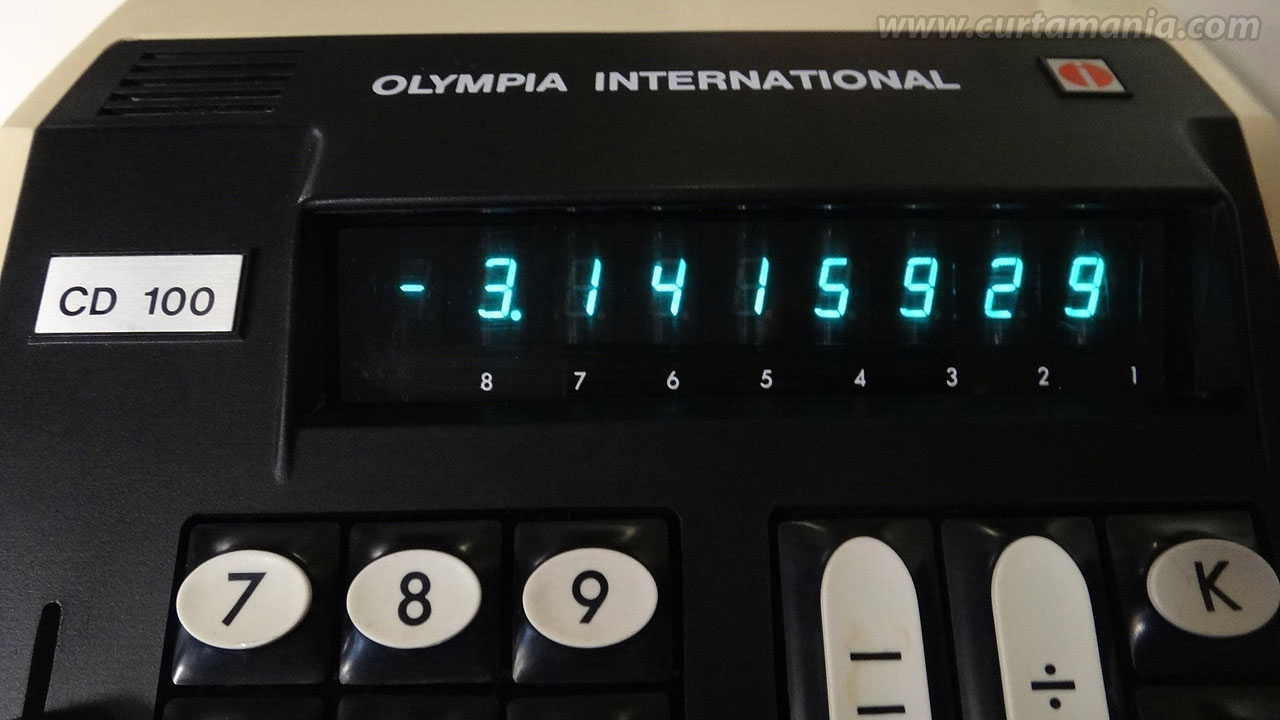 www.curtamania.com
OLYMPIA INTERNATIONAL
CD 100
-3.1415929
8 7 6 5 4 3 2 1
7 8 9 K
= ÷